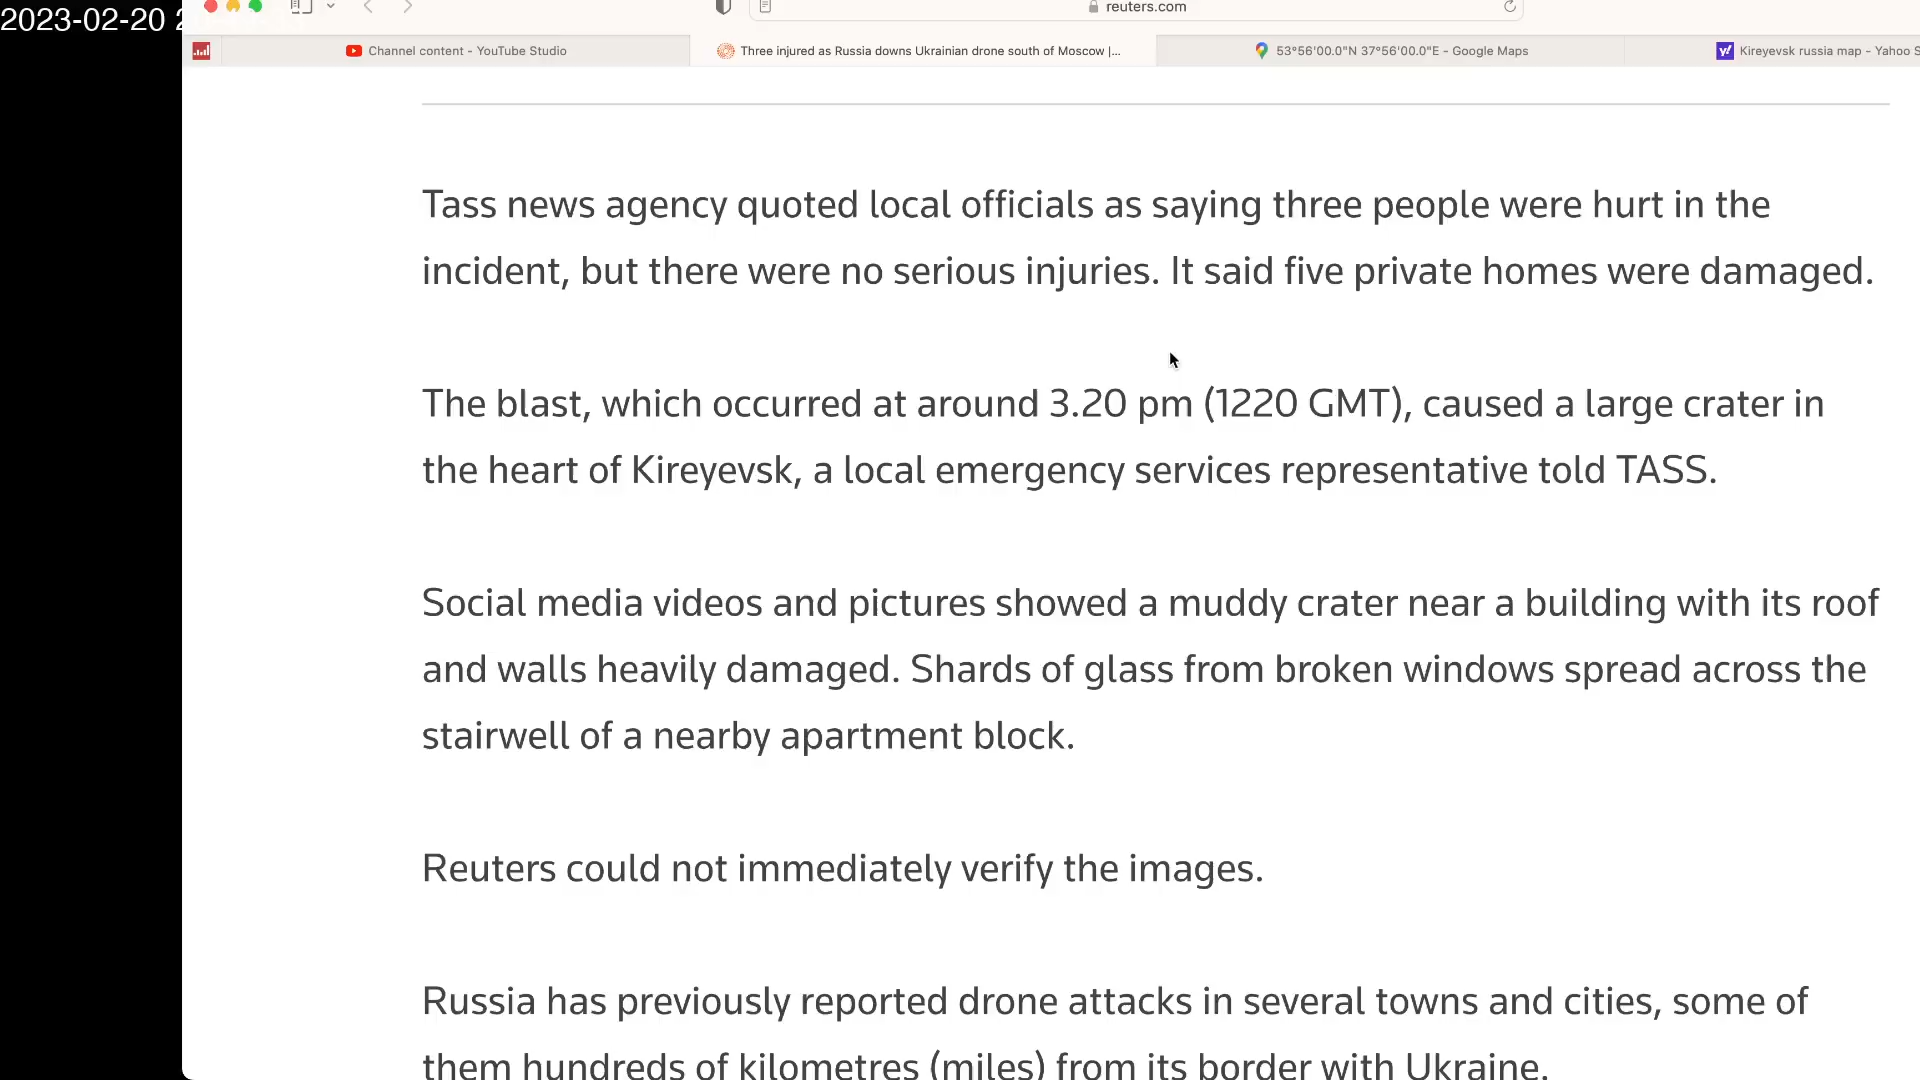 2023-02-20
reuters.com
Channel content - YouTube Studio
Three injured as Russia downs Ukrainian drone south of Moscow |...
53°56'00.0"N 37°56'00.0"E - Google Maps
Kireyevsk russia map - Yahoo S
Tass news agency quoted local officials as saying three people were hurt in the
incident, but there were no serious injuries. It said five private homes were damaged.
The blast, which occurred at around 3.20 pm (1220 GMT), caused a large crater in
the heart of Kireyevsk, a local emergency services representative told TASS.
Social media videos and pictures showed a muddy crater near a building with its roof
and walls heavily damaged. Shards of glass from broken windows spread across the
stairwell of a nearby apartment block.
Reuters could not immediately verify the images.
Russia has previously reported drone attacks in several towns and cities, some of
them hundreds of kilometres (miles) from its border with Ukraine.